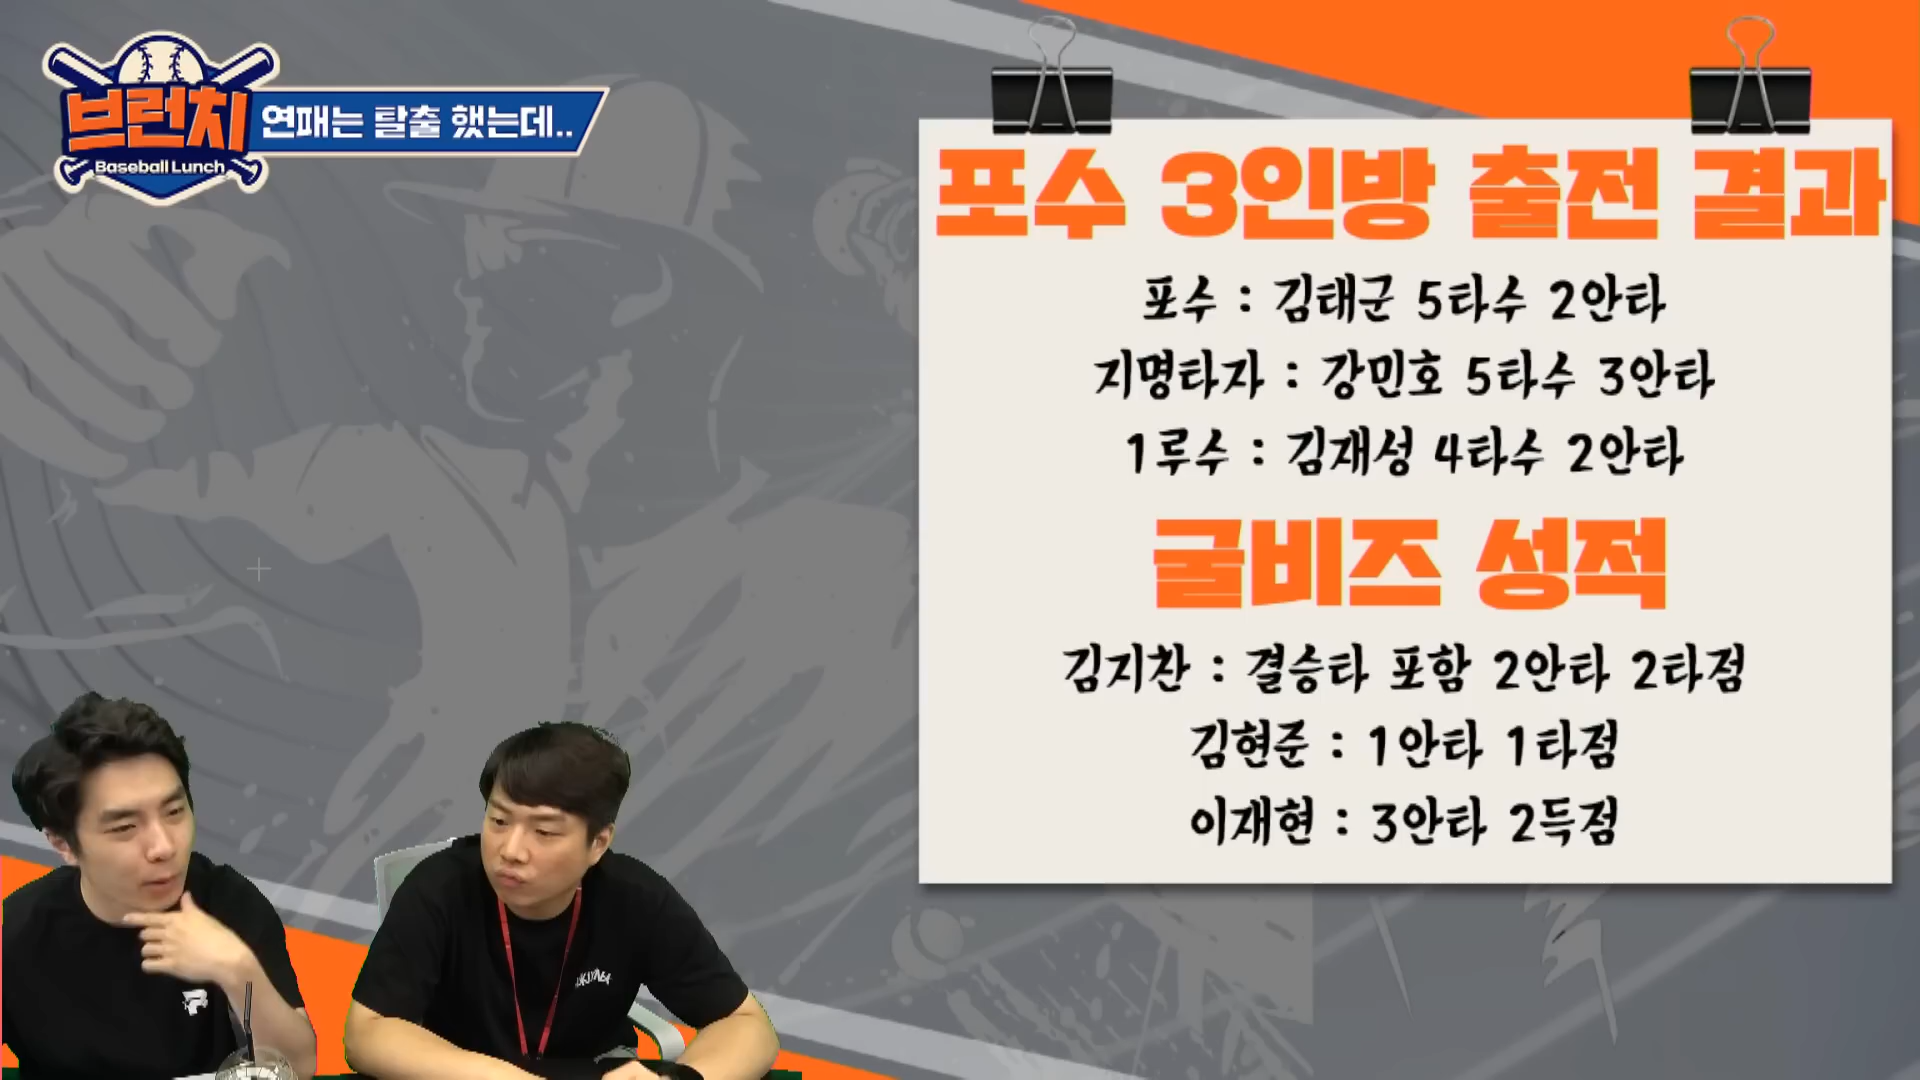 브런치
Baseball Lunch
연패는 탈출 했는데..
포수 3인방 출전 결과
포수 : 김태군 5타수 2안타
지명타자 : 강민호 5타수 3안타
1루수 : 김재성 4타수 2안타
굴비즈 성적
김지찬 : 결승타 포함 2안타 2타점
김현준 : 1안타 1타점
이재현 : 3안타 2득점